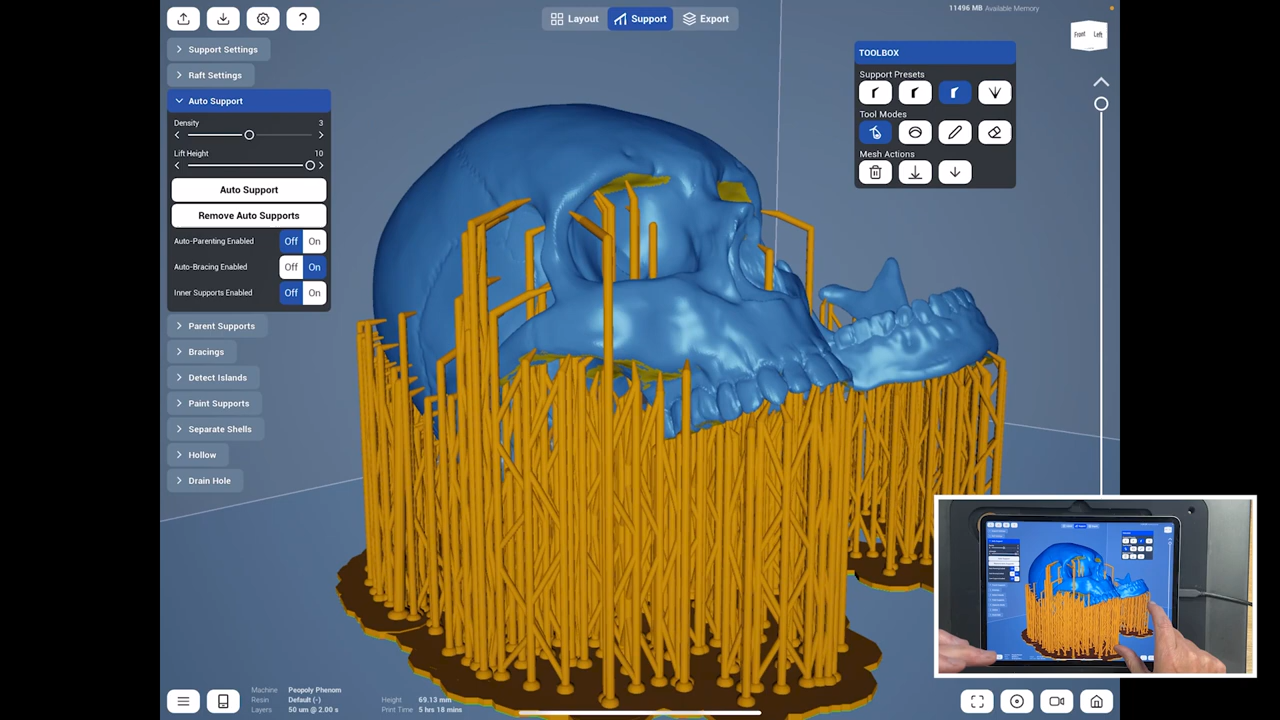 Layout
Support
Export
11496 MB Available Memory
Front
Left
Support Settings
Raft Settings
Auto Support
Density
3
Lift Height
10
Auto Support
Remove Auto Supports
Auto-Parenting Enabled
Off
On
Auto-Bracing Enabled
Off
On
Inner Supports Enabled
Off
On
Parent Supports
Bracings
Detect Islands
Paint Supports
Separate Shells
Hollow
Drain Hole
TOOLBOX
Support Presets
Tool Modes
Mesh Actions
Machine Peopoly Phenom
Resin Default (-)
Layers 50 um @ 2.00 s
Height 69.13 mm
Print Time 5 hrs 18 mins